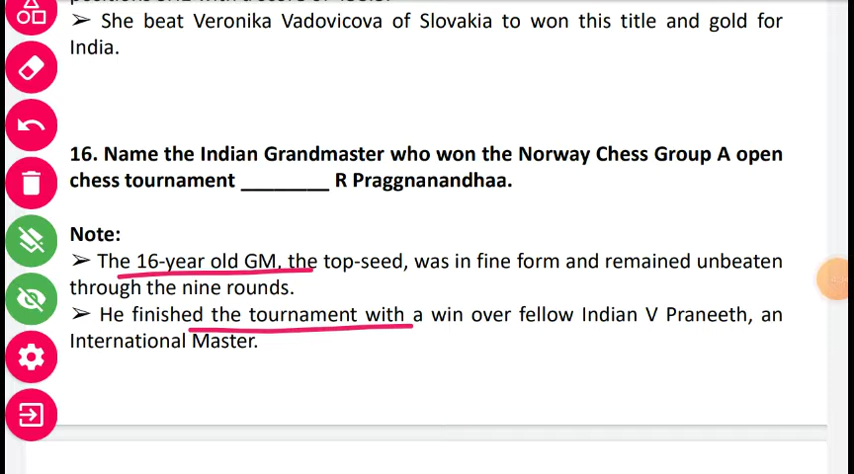 ➢ She beat Veronika Vadovicova of Slovakia to won this title and gold for
India.
16. Name the Indian Grandmaster who won the Norway Chess Group A open
chess tournament ________ R Praggnanandhaa.
Note:
➢ The 16-year old GM, the top-seed, was in fine form and remained unbeaten
through the nine rounds.
➢ He finished the tournament with a win over fellow Indian V Praneeth, an
International Master.